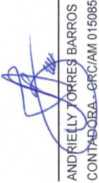 ANDRIELLY TORRES BARROS
CONTADORA - CRC/AM 015085